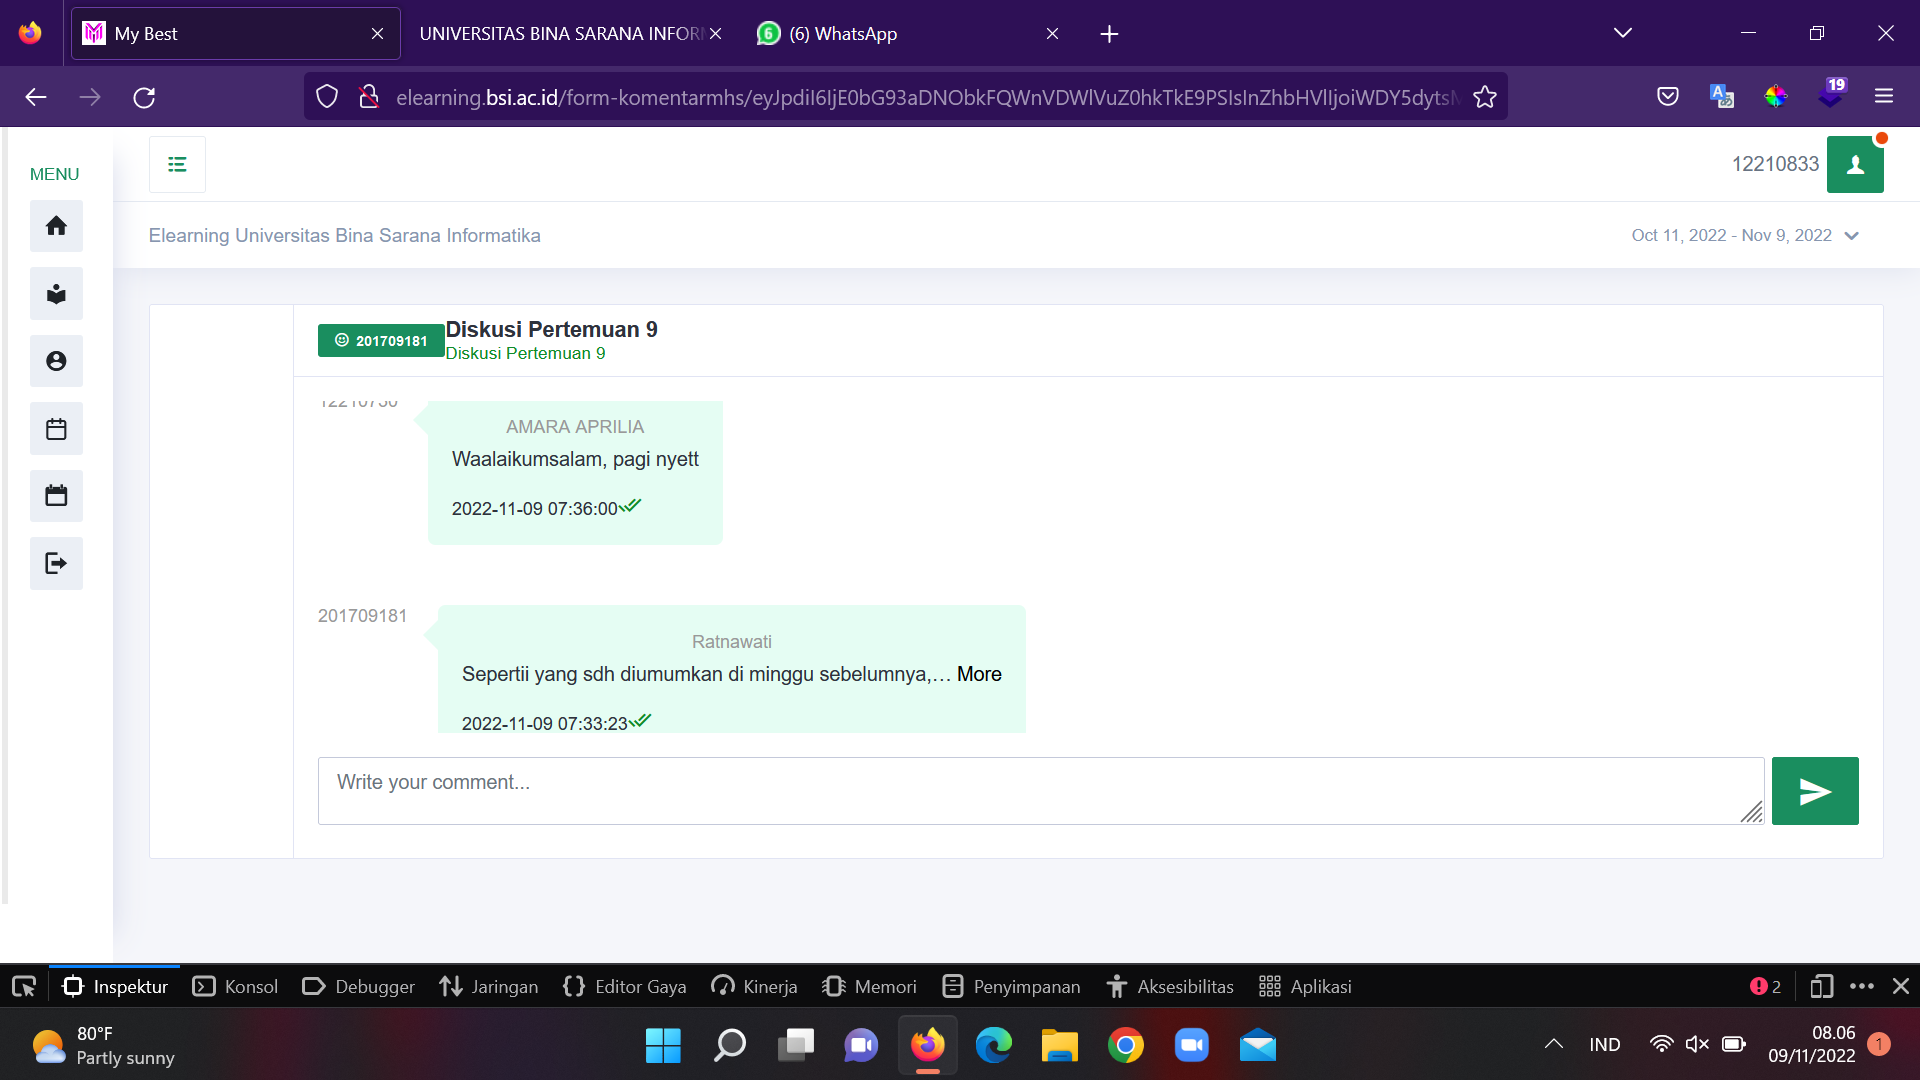 My Best
UNIVERSITAS BINA SARANA INFOR
(6) WhatsApp
elearning.bsi.ac.id/form-komentarmhs/
19
MENU
12210833
Elearning Universitas Bina Sarana Informatika
Oct 11, 2022 - Nov 9, 2022
201709181
Diskusi Pertemuan 9
Diskusi Pertemuan 9
12210730
AMARA APRILIA
Waalaikumsalam, pagi nyett
2022-11-09 07:36:00
201709181
Ratnawati
Sepertii yang sdh diumumkan di minggu sebelumnya,... More
2022-11-09 07:33:23
Write your comment...
Inspektur
Konsol
Debugger
Jaringan
Editor Gaya
Kinerja
Memori
Penyimpanan
Aksesibilitas
Aplikasi
2
80°F
Partly sunny
IND
08.06
09/11/2022
1